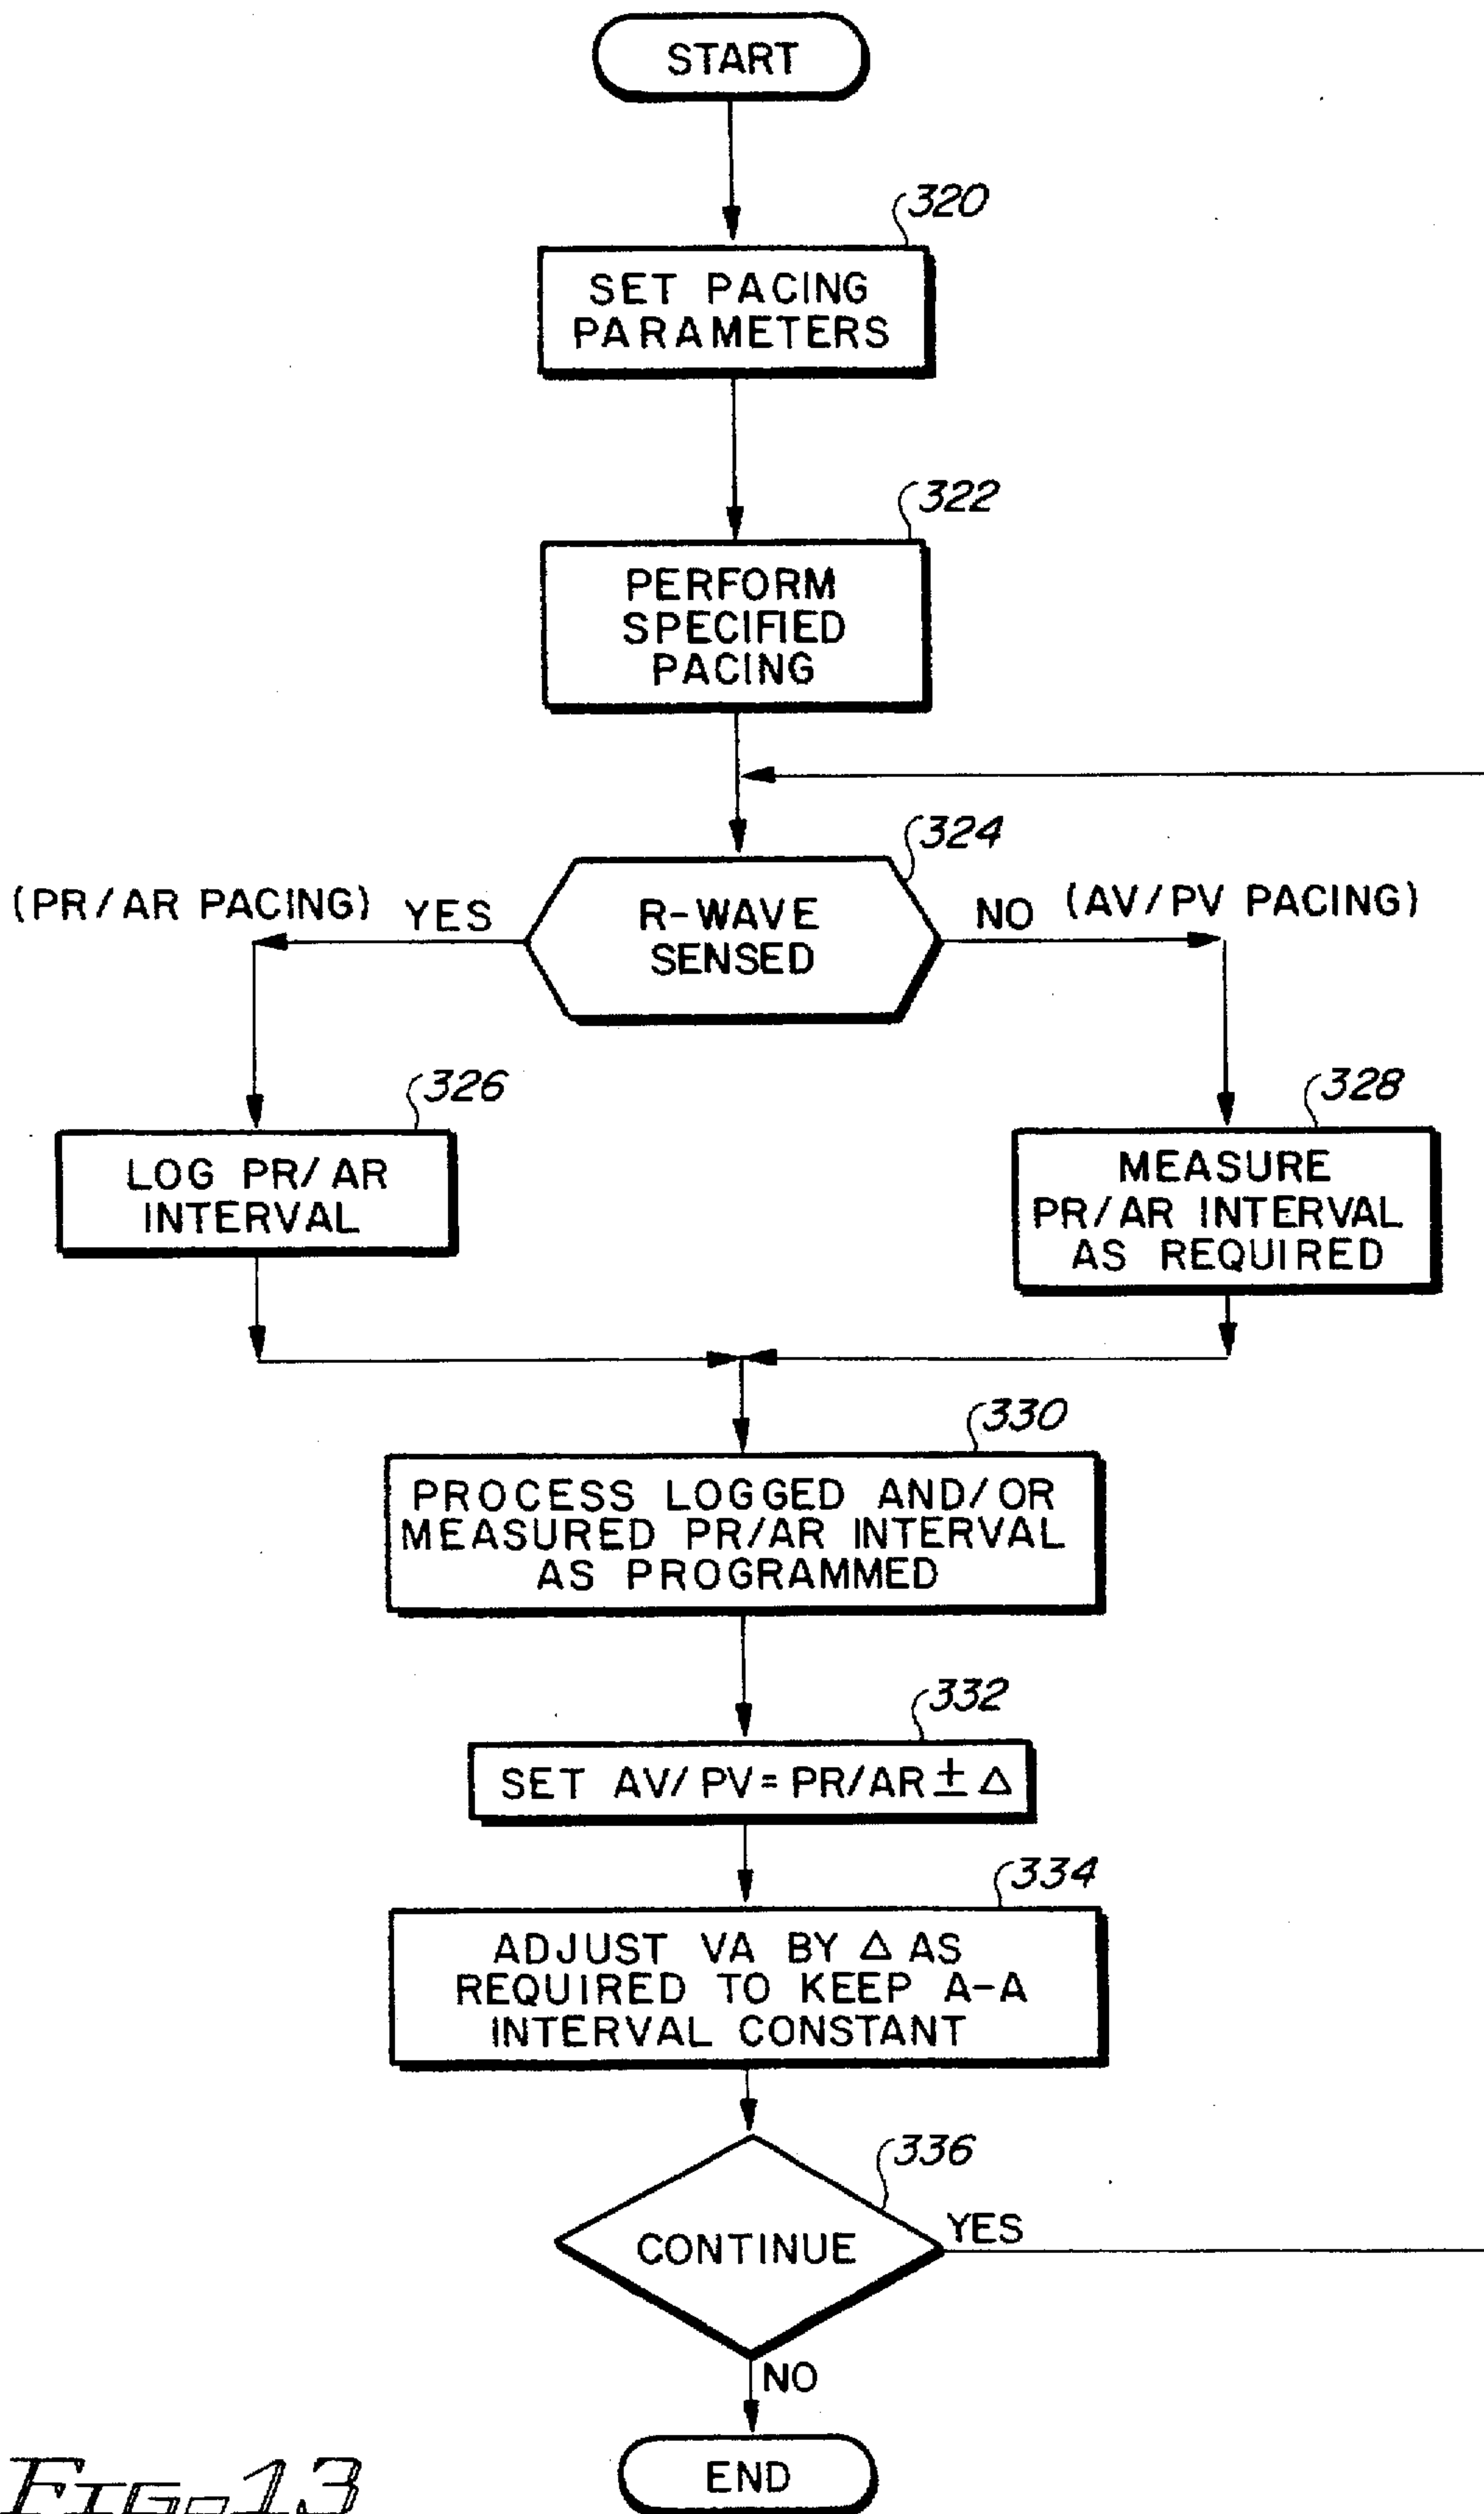 START
320
SET PACING
PARAMETERS
322
PERFORM
SPECIFIED
PACING
324
(PR/AR PACING) YES
R-WAVE
SENSED
NO (AV/PV PACING)
326
LOG PR/AR
INTERVAL
328
MEASURE
PR/AR INTERVAL
AS REQUIRED
330
PROCESS LOGGED AND/OR
MEASURED PR/AR INTERVAL
AS PROGRAMMED
332
SET AV/PV=PR/AR ± Δ
334
ADJUST VA BY Δ AS
REQUIRED TO KEEP A-A
INTERVAL CONSTANT
336
CONTINUE
YES
NO
END
FIG. 13